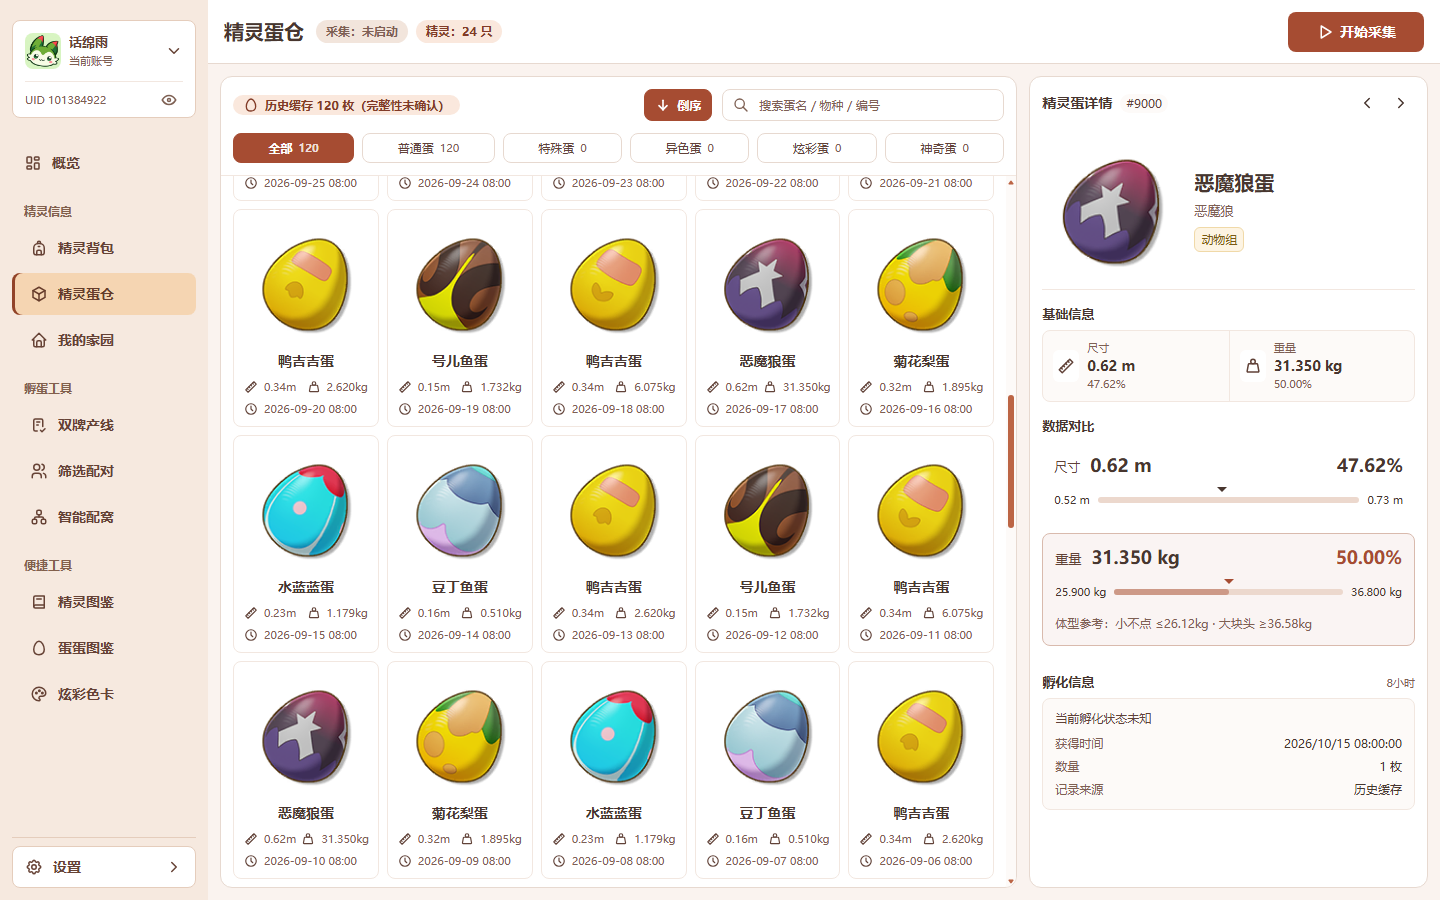 话绵雨
当前账号
UID 101384922
概览
精灵信息
精灵背包
精灵蛋仓
我的家园
孵蛋工具
双牌产线
筛选配对
智能配窝
便捷工具
精灵图鉴
蛋蛋图鉴
炫彩色卡
设置
精灵蛋仓 采集：未启动 精灵：24 只
开始采集
历史缓存 120 枚（完整性未确认）
倒序
搜索蛋名 / 物种 / 编号
全部 120 普通蛋 120 特殊蛋 0 异色蛋 0 炫彩蛋 0 神奇蛋 0
2026-09-25 08:00 2026-09-24 08:00 2026-09-23 08:00 2026-09-22 08:00 2026-09-21 08:00
鸭吉吉蛋 号儿鱼蛋 鸭吉吉蛋 恶魔狼蛋 菊花梨蛋
0.34m 2.620kg 0.15m 1.732kg 0.34m 6.075kg 0.62m 31.350kg 0.32m 1.895kg
2026-09-20 08:00 2026-09-19 08:00 2026-09-18 08:00 2026-09-17 08:00 2026-09-16 08:00
水蓝蓝蛋 豆丁鱼蛋 鸭吉吉蛋 号儿鱼蛋 鸭吉吉蛋
0.23m 1.179kg 0.16m 0.510kg 0.34m 2.620kg 0.15m 1.732kg 0.34m 6.075kg
2026-09-15 08:00 2026-09-14 08:00 2026-09-13 08:00 2026-09-12 08:00 2026-09-11 08:00
恶魔狼蛋 菊花梨蛋 水蓝蓝蛋 豆丁鱼蛋 鸭吉吉蛋
0.62m 31.350kg 0.32m 1.895kg 0.23m 1.179kg 0.16m 0.510kg 0.34m 2.620kg
2026-09-10 08:00 2026-09-09 08:00 2026-09-08 08:00 2026-09-07 08:00 2026-09-06 08:00
精灵蛋详情 #9000
恶魔狼蛋
恶魔狼
动物组
基础信息
尺寸
0.62 m
47.62%
重量
31.350 kg
50.00%
数据对比
尺寸 0.62 m 47.62%
0.52 m 0.73 m
重量 31.350 kg 50.00%
25.900 kg 36.800 kg
体型参考：小不点 ≤26.12kg · 大块头 ≥36.58kg
孵化信息 8小时
当前孵化状态未知
获得时间 2026/10/15 08:00:00
数量 1 枚
记录来源 历史缓存